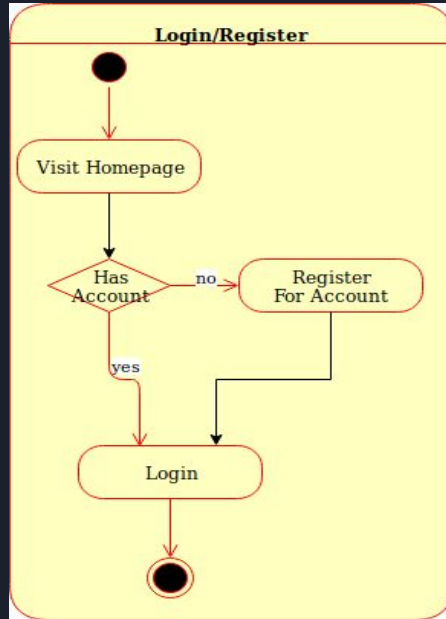 Login/Register
Visit Homepage
Has
Account
no
Register
For Account
yes
Login